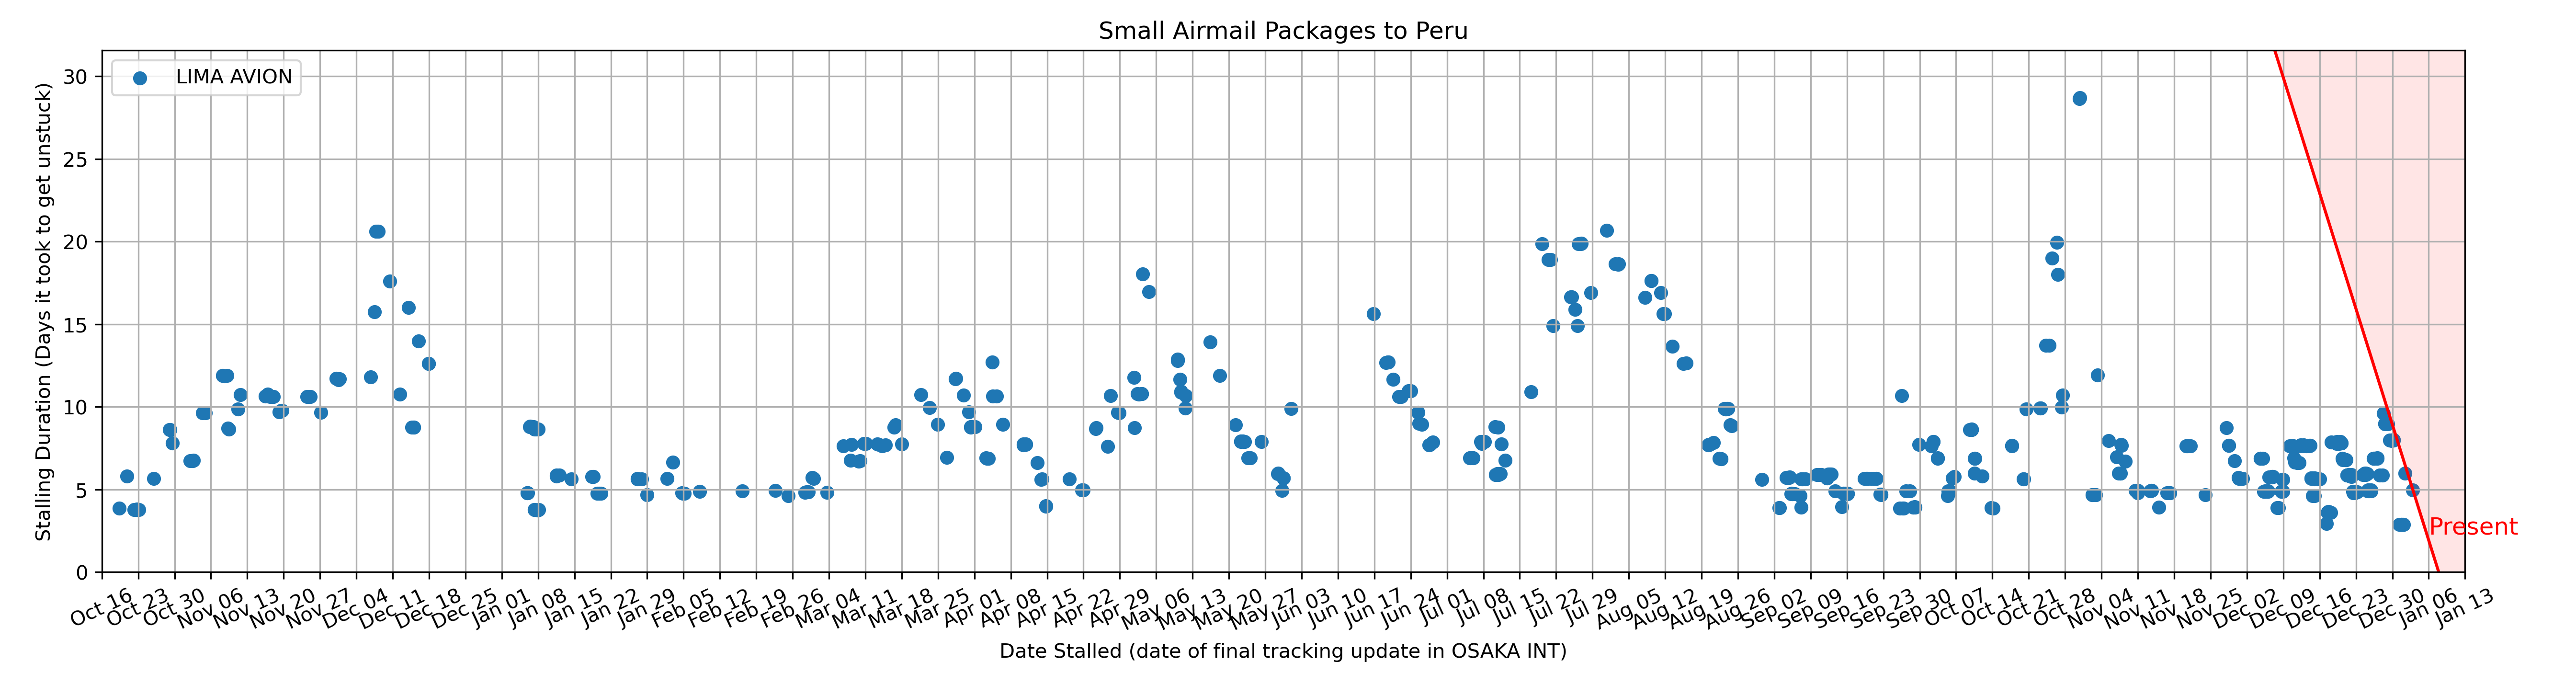 Small Airmail Packages to Peru
LIMA AVION
Stalling Duration (Days it took to get unstuck)
30
25
20
15
10
5
0
Present
Oct 16
Oct 23
Oct 30
Nov 06
Nov 13
Nov 20
Nov 27
Dec 04
Dec 11
Dec 18
Dec 25
Jan 01
Jan 08
Jan 15
Jan 22
Jan 29
Feb 05
Feb 12
Feb 19
Feb 26
Mar 04
Mar 11
Mar 18
Mar 25
Apr 01
Apr 08
Apr 15
Apr 22
Apr 29
May 06
May 13
May 20
May 27
Jun 03
Jun 10
Jun 17
Jun 24
Jul 01
Jul 08
Jul 15
Jul 22
Jul 29
Aug 05
Aug 12
Aug 19
Aug 26
Sep 02
Sep 09
Sep 16
Sep 23
Sep 30
Oct 07
Oct 14
Oct 21
Oct 28
Nov 04
Nov 11
Nov 18
Nov 25
Dec 02
Dec 09
Dec 16
Dec 23
Dec 30
Jan 06
Jan 13
Date Stalled (date of final tracking update in OSAKA INT)